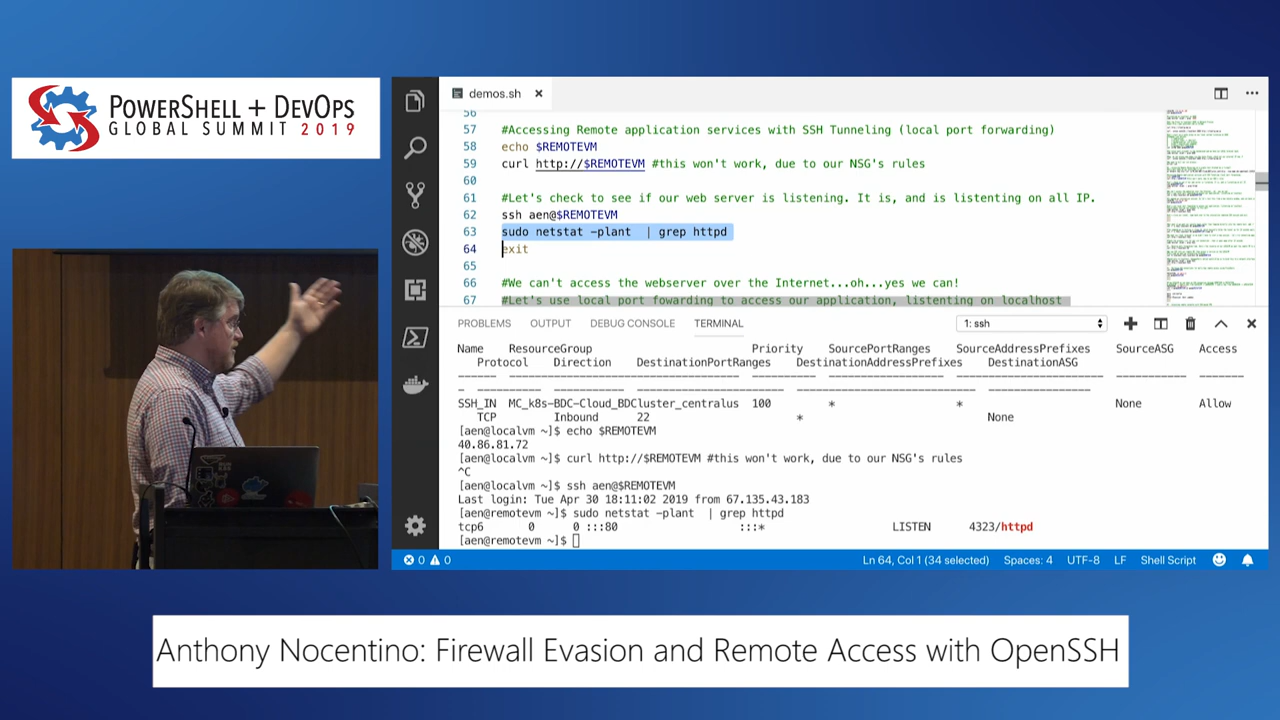 POWERSHELL + DEVOPS
GLOBAL SUMMIT 2019
demos.sh
56
57 #Accessing Remote application services with SSH Tunneling (local port forwarding)
58 echo $REMOTEVM
59 curl http://$REMOTEVM #this won't work, due to our NSG's rules
60
61 #Let's check to see if our web server is listening. It is, and is listening on all IP.
62 ssh aen@$REMOTEVM
63 sudo netstat -plant  | grep httpd
64 exit
65
66 #We can't access the webserver over the Internet...oh...yes we can!
67 #Let's use local port fowarding to access our application, listenting on localhost
PROBLEMS OUTPUT DEBUG CONSOLE TERMINAL 1: ssh
Name ResourceGroup Priority SourcePortRanges SourceAddressPrefixes SourceASG Access
Protocol Direction DestinationPortRanges DestinationAddressPrefixes DestinationASG
SSH_IN MC_k8s-BDC-Cloud_BDCluster_centralus 100 * * None Allow
TCP Inbound 22 * None
[aen@localvm ~]$ echo $REMOTEVM
40.86.81.72
[aen@localvm ~]$ curl http://$REMOTEVM #this won't work, due to our NSG's rules
^C
[aen@localvm ~]$ ssh aen@$REMOTEVM
Last login: Tue Apr 30 18:11:02 2019 from 67.135.43.183
[aen@remotevm ~]$ sudo netstat -plant  | grep httpd
tcp6 0 0 :::80 :::* LISTEN 4323/httpd
[aen@remotevm ~]$
0 0 Ln 64, Col 1 (34 selected) Spaces: 4 UTF-8 LF Shell Script
Anthony Nocentino: Firewall Evasion and Remote Access with OpenSSH